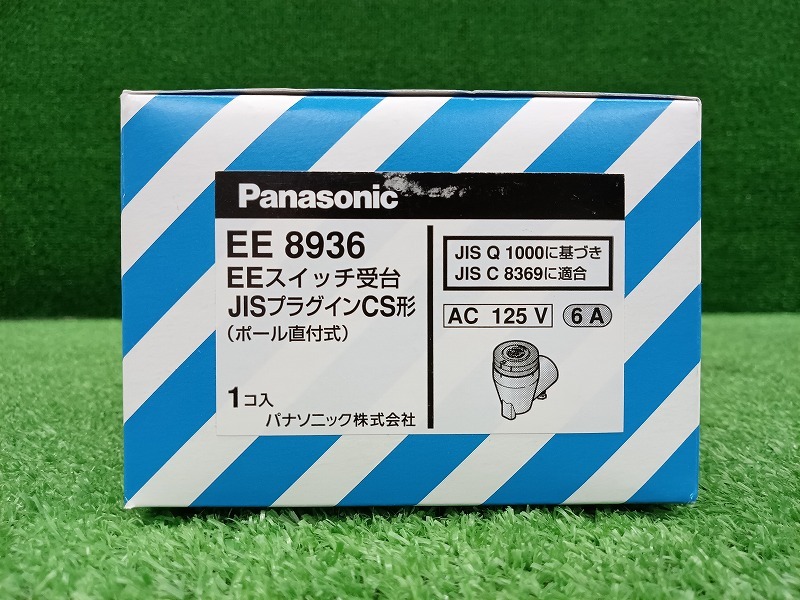 Panasonic
EE 8936
EEスイッチ受台
JISプラグインCS形
(ポール直付式)
1コ入
パナソニック株式会社
JIS Q 1000に基づき
JIS C 8369に適合
AC 125 V 6 A